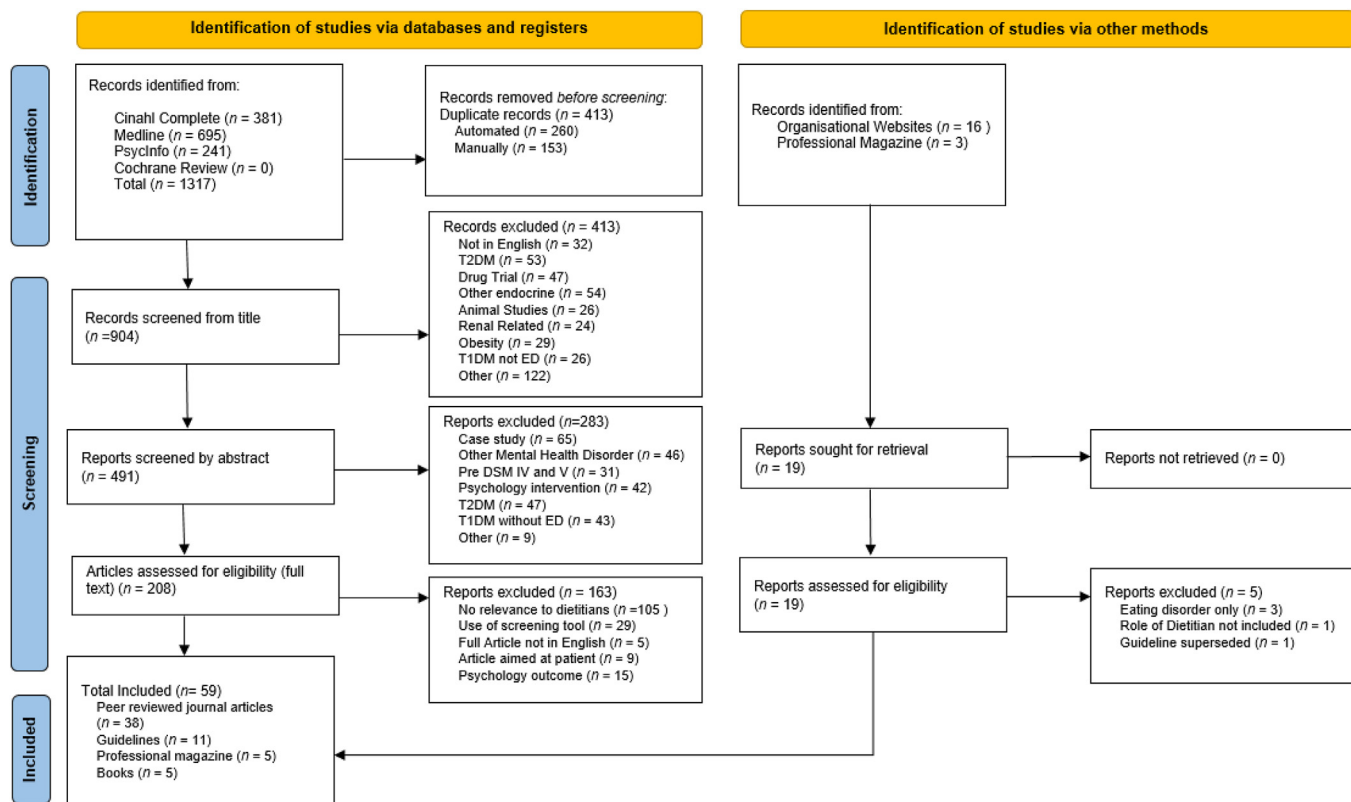 Identification of studies via databases and registers
Identification of studies via other methods
Identification
Records identified from:
Cinahl Complete (n = 381)
Medline (n = 695)
PsycInfo (n = 241)
Cochrane Review (n = 0)
Total (n = 1317)
Records removed before screening:
Duplicate records (n = 413)
Automated (n = 260)
Manually (n = 153)
Records identified from:
Organisational Websites (n = 16 )
Professional Magazine (n = 3)
Screening
Records screened from title
(n =904)
Records excluded (n = 413)
Not in English (n = 32)
T2DM (n = 53)
Drug Trial (n = 47)
Other endocrine (n = 54)
Animal Studies (n = 26)
Renal Related (n = 24)
Obesity (n = 29)
T1DM not ED (n = 26)
Other (n = 122)
Reports screened by abstract
(n = 491)
Reports excluded (n=283)
Case study (n = 65)
Other Mental Health Disorder (n = 46)
Pre DSM IV and V (n = 31)
Psychology intervention (n = 42)
T2DM (n = 47)
T1DM without ED (n = 43)
Other (n = 9)
Reports sought for retrieval
(n = 19)
Reports not retrieved (n = 0)
Articles assessed for eligibility (full
text) (n = 208)
Reports excluded (n = 163)
No relevance to dietitians (n =105 )
Use of screening tool (n = 29)
Full Article not in English (n = 5)
Article aimed at patient (n = 9)
Psychology outcome (n = 15)
Reports assessed for eligibility
(n = 19)
Reports excluded (n = 5)
Eating disorder only (n = 3)
Role of Dietitian not included (n = 1)
Guideline superseded (n = 1)
Included
Total Included (n= 59)
Peer reviewed journal articles
(n = 38)
Guidelines (n = 11)
Professional magazine (n = 5)
Books (n = 5)